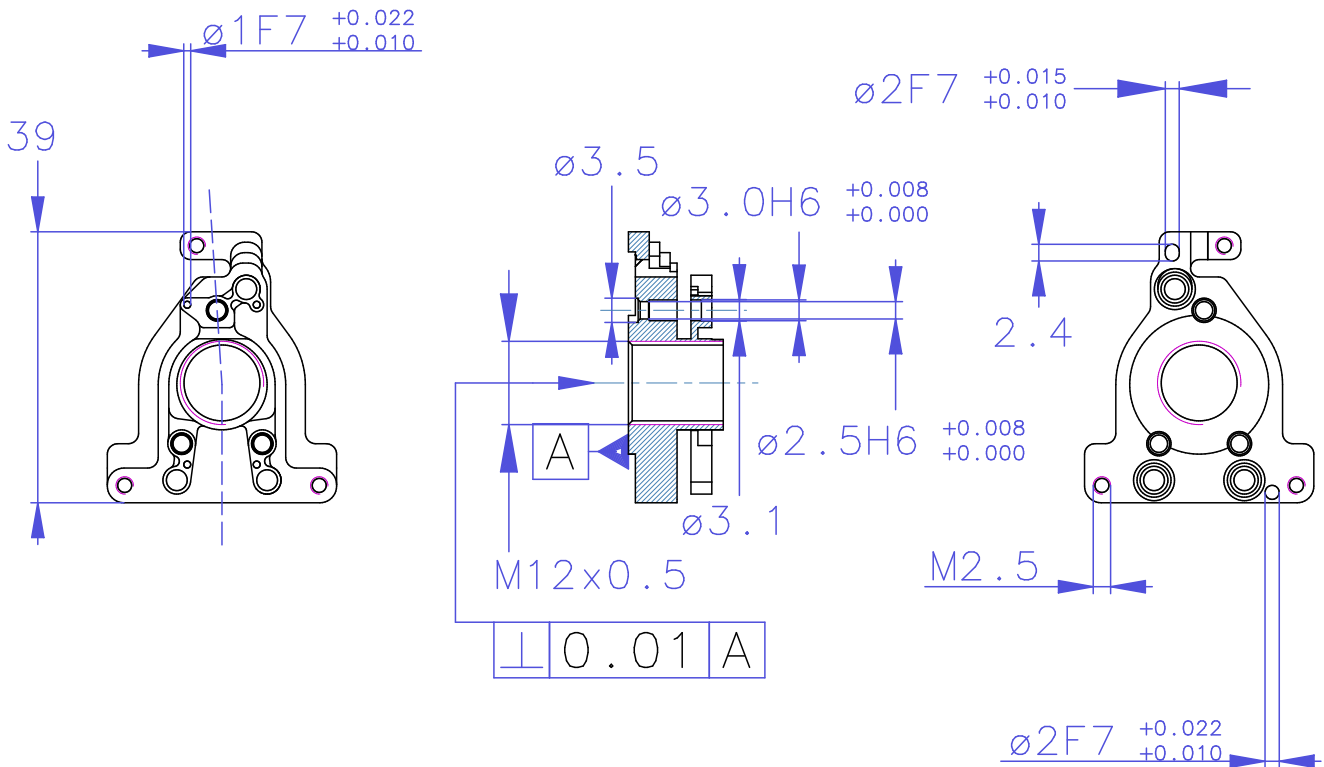 ø1F7 +0.022
+0.010
39
ø2F7 +0.015
+0.010
ø3.5
ø3.0H6 +0.008
+0.000
2.4
ø2.5H6 +0.008
+0.000
A
ø3.1
M12x0.5
M2.5
⊥ 0.01 A
ø2F7 +0.022
+0.010